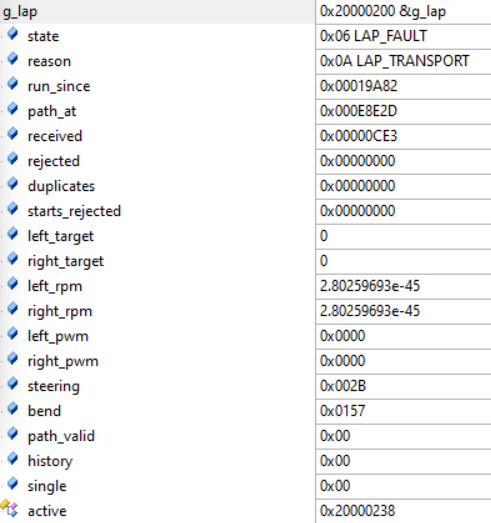 g_lap 0x20000200 &g_lap
state 0x06 LAP_FAULT
reason 0x0A LAP_TRANSPORT
run_since 0x00019A82
path_at 0x000E8E2D
received 0x00000CE3
rejected 0x00000000
duplicates 0x00000000
starts_rejected 0x00000000
left_target 0
right_target 0
left_rpm 2.80259693e-45
right_rpm 2.80259693e-45
left_pwm 0x0000
right_pwm 0x0000
steering 0x002B
bend 0x0157
path_valid 0x00
history 0x00
single 0x00
active 0x20000238